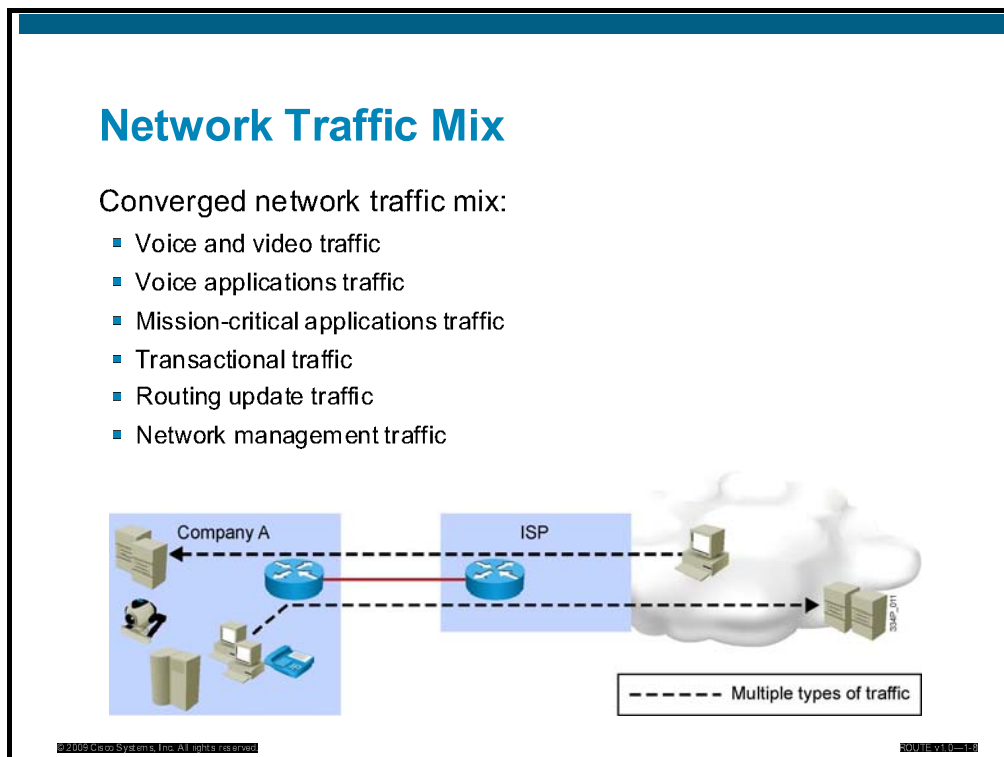 Network Traffic Mix
Converged network traffic mix:
Voice and video traffic
Voice applications traffic
Mission-critical applications traffic
Transactional traffic
Routing update traffic
Network management traffic
Company A
ISP
334P_011
Multiple types of traffic
© 2009 Cisco Systems, Inc. All rights reserved.
ROUTE v1.0—1-8